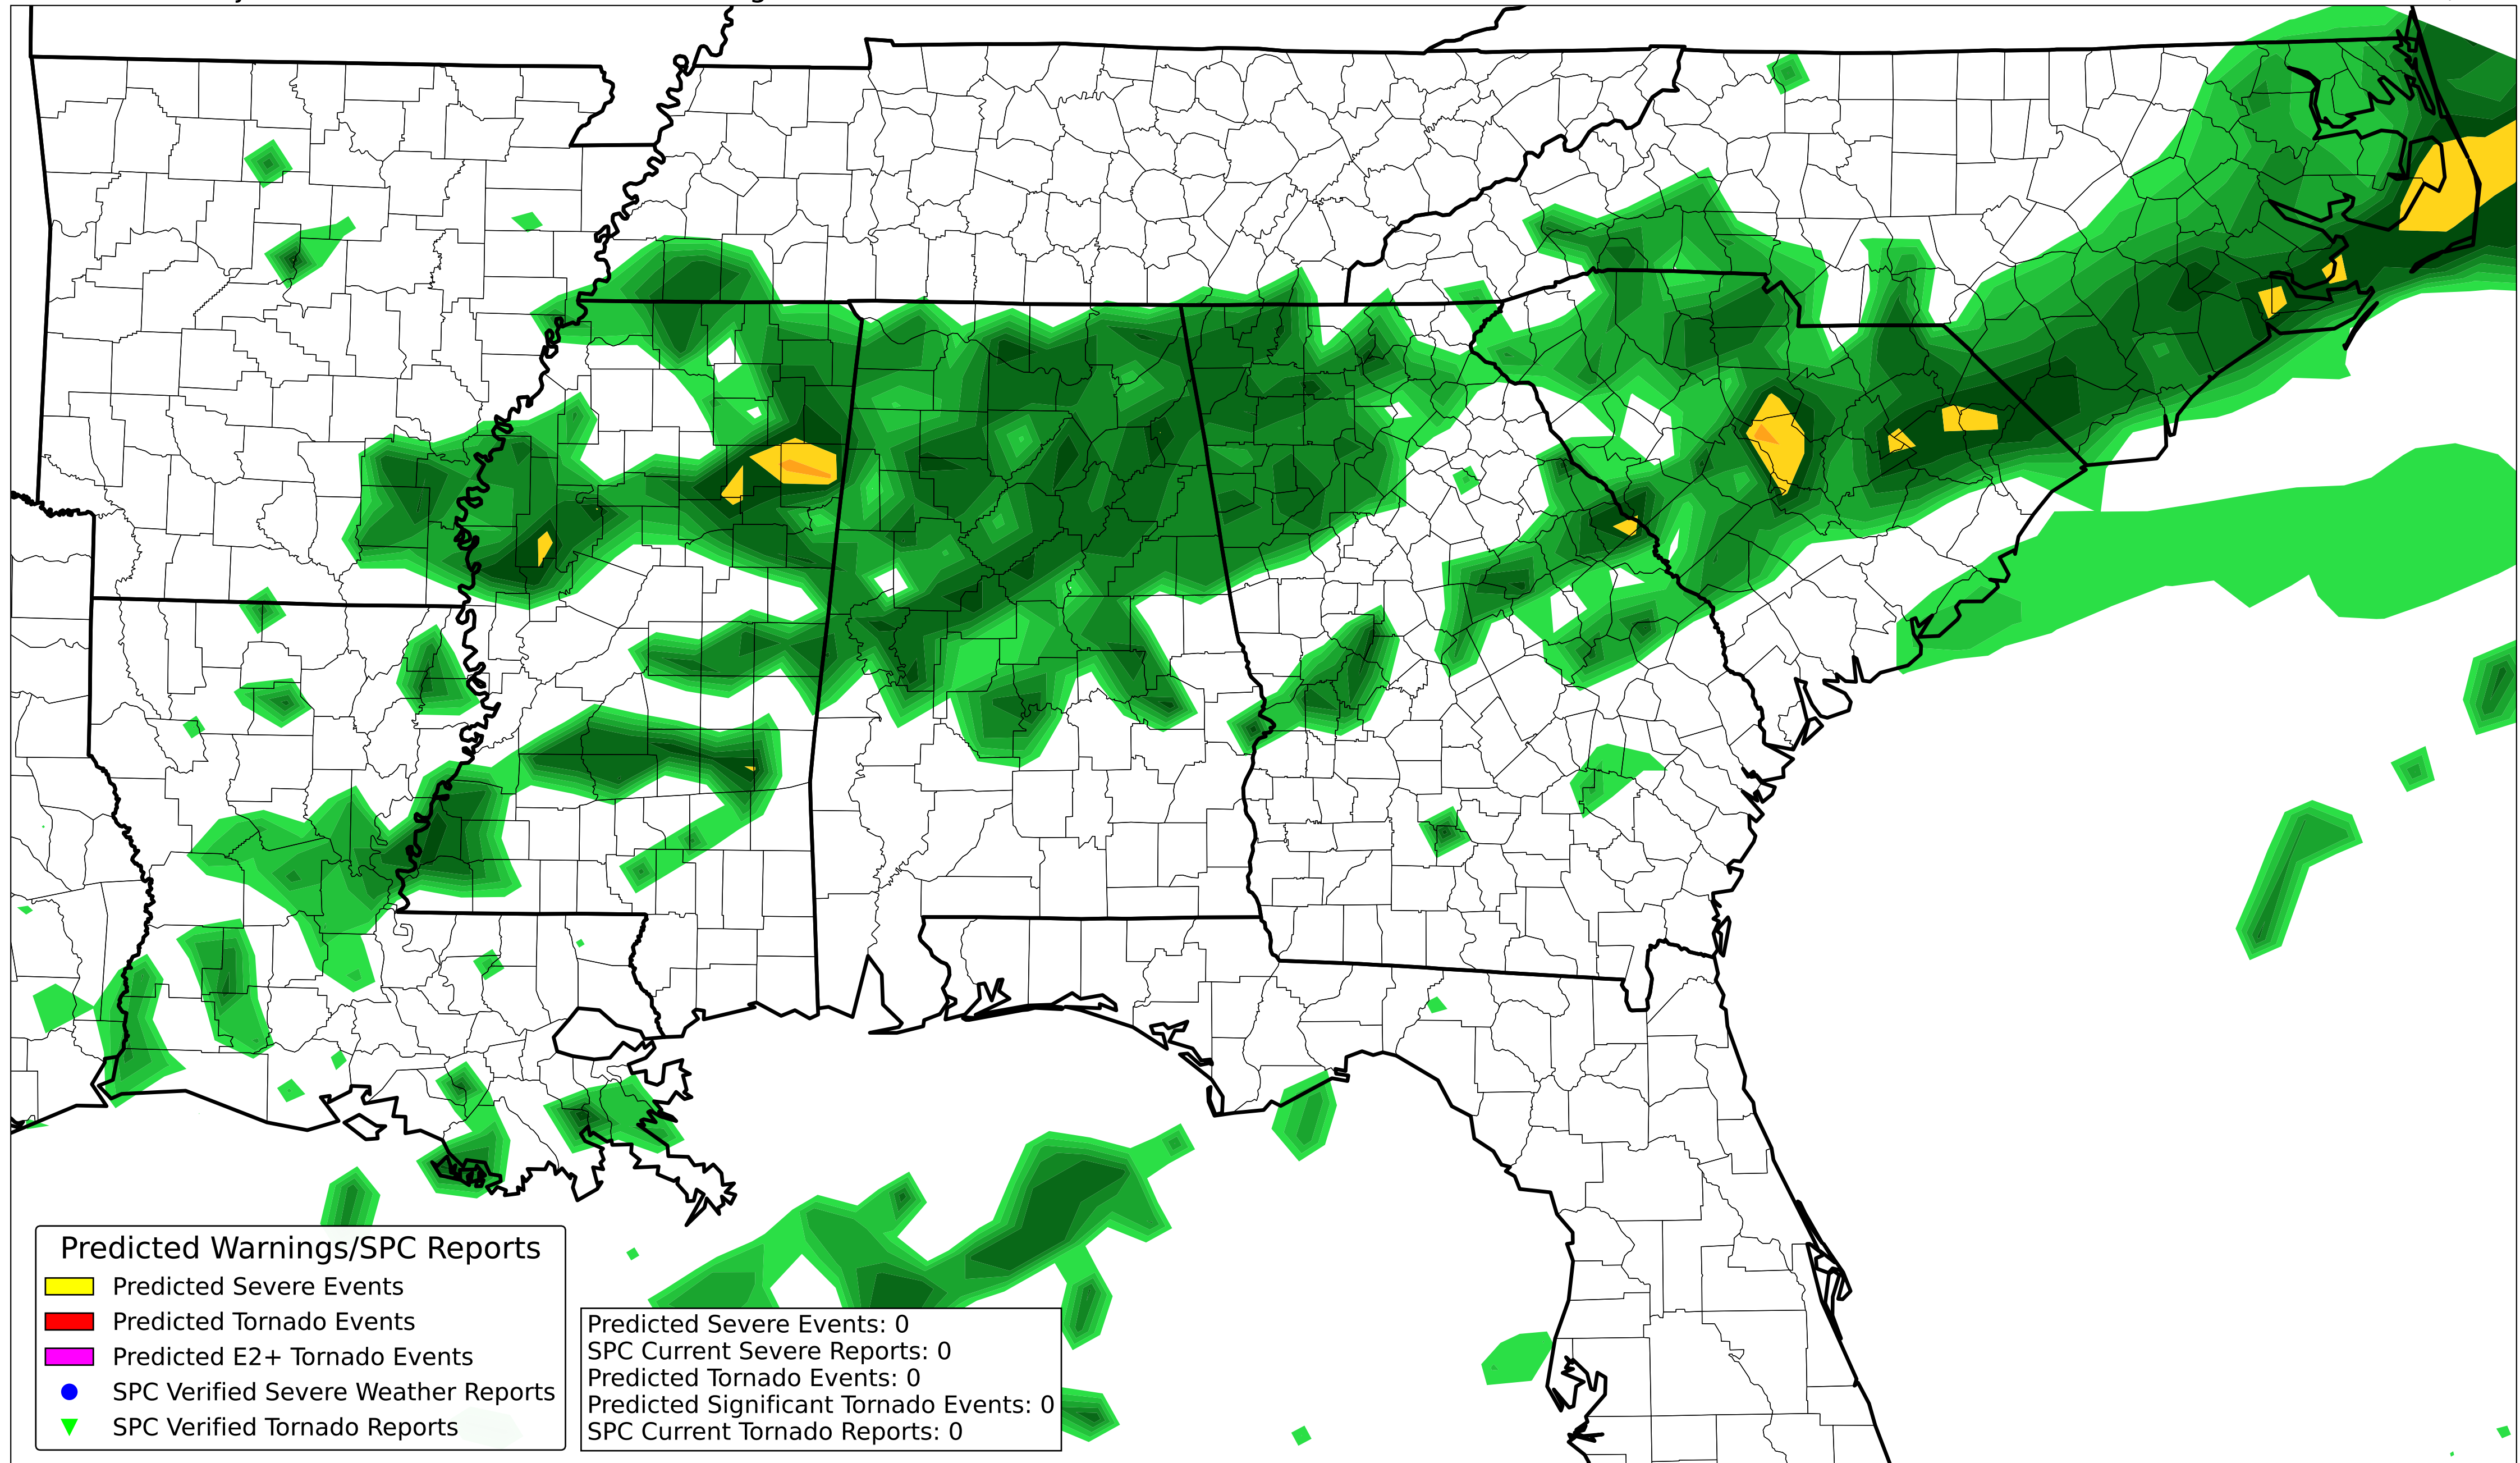 Predicted Warnings/SPC Reports
Predicted Severe Events
Predicted Tornado Events
Predicted E2+ Tornado Events
SPC Verified Severe Weather Reports
SPC Verified Tornado Reports
Predicted Severe Events: 0
SPC Current Severe Reports: 0
Predicted Tornado Events: 0
Predicted Significant Tornado Events: 0
SPC Current Tornado Reports: 0